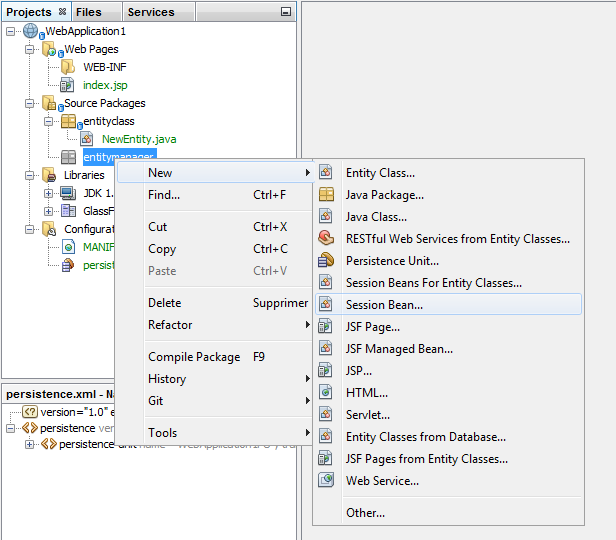 Projects Files Services
WebApplication1
Web Pages
WEB-INF
index.jsp
Source Packages
entityclass
NewEntity.java
entitymanager
Libraries
JDK 1.
GlassF
Configurat
MANIF
persist
New
Find... Ctrl+F
Cut Ctrl+X
Copy Ctrl+C
Paste Ctrl+V
Delete Supprimer
Refactor
Compile Package F9
History
Git
Tools
Entity Class...
Java Package...
Java Class...
RESTful Web Services from Entity Classes...
Persistence Unit...
Session Beans For Entity Classes...
Session Bean...
JSF Page...
JSF Managed Bean...
JSP...
HTML...
Servlet...
Entity Classes from Database...
JSF Pages from Entity Classes...
Web Service...
Other...
persistence.xml - Na
version="1.0" e
persistence ver